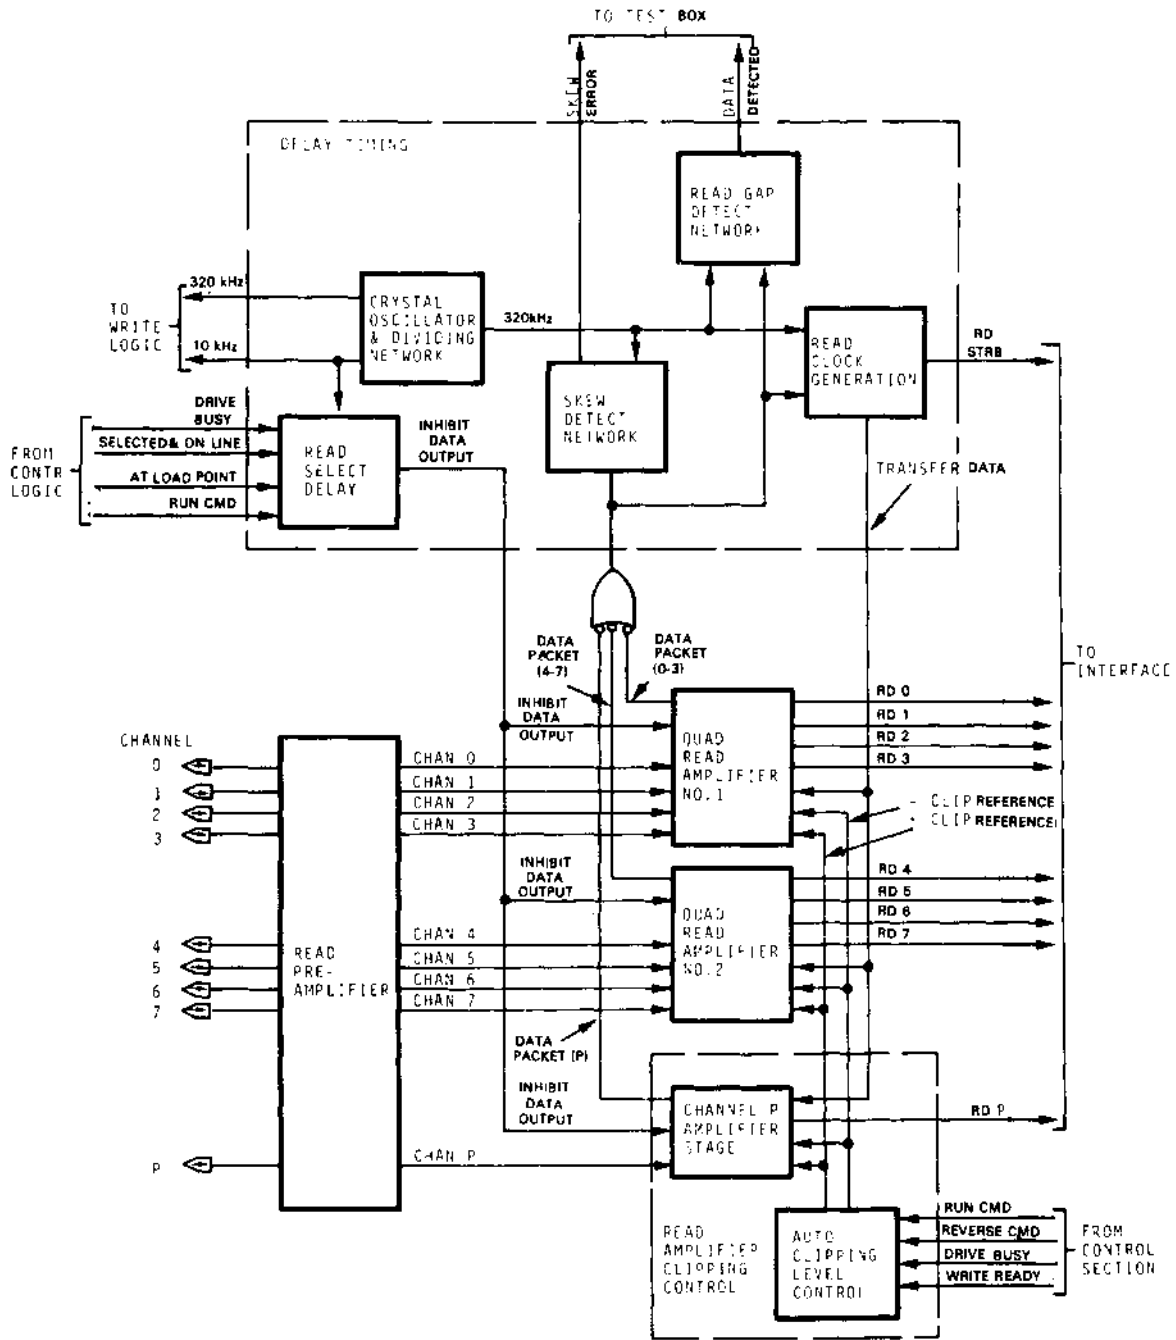 TO TEST BOX
SKEW
ERROR
DATA
DETECTED
DELAY TIMING
READ GAP
DETECT
NETWORK
320 kHz
TO
WRITE
LOGIC
10 kHz
CRYSTAL
OSCILLATOR
& DIVIDING
NETWORK
320kHz
READ
CLOCK
GENERATION
RD
STRB
SKEW
DETECT
NETWORK
FROM
CONTR
LOGIC
DRIVE
BUSY
SELECTED & ON LINE
AT LOAD POINT
RUN CMD
READ
SELECT
DELAY
INHIBIT
DATA
OUTPUT
TRANSFER DATA
DATA
PACKET
(4-7)
DATA
PACKET
(0-3)
TO
INTERFACE
INHIBIT
DATA
OUTPUT
QUAD
READ
AMPLIFIER
NO.1
RD 0
RD 1
RD 2
RD 3
CHANNEL
0
1
2
3
CHAN 0
CHAN 1
CHAN 2
CHAN 3
- CLIP REFERENCE
CLIP REFERENCE
INHIBIT
DATA
OUTPUT
QUAD
READ
AMPLIFIER
NO.2
RD 4
RD 5
RD 6
RD 7
4
5
6
7
READ
PRE-
AMPLIFIER
CHAN 4
CHAN 5
CHAN 6
CHAN 7
DATA
PACKET (P)
INHIBIT
DATA
OUTPUT
CHANNEL P
AMPLIFIER
STAGE
RD P
P
CHAN P
READ
AMPLIFIER
CLIPPING
CONTROL
AUTO
CLIPPING
LEVEL
CONTROL
RUN CMD
REVERSE CMD
DRIVE BUSY
WRITE READY
FROM
CONTROL
SECTION